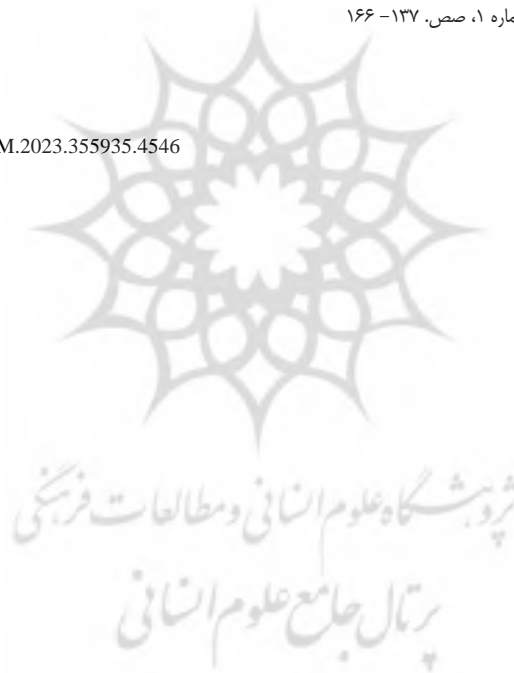 ماره ۱، صص. ۱۳۷- ۱۶۶
M.2023.355935.4546
پژوهشگاه علوم انسانی و مطالعات فرهنگی
پرتال جامع علوم انسانی